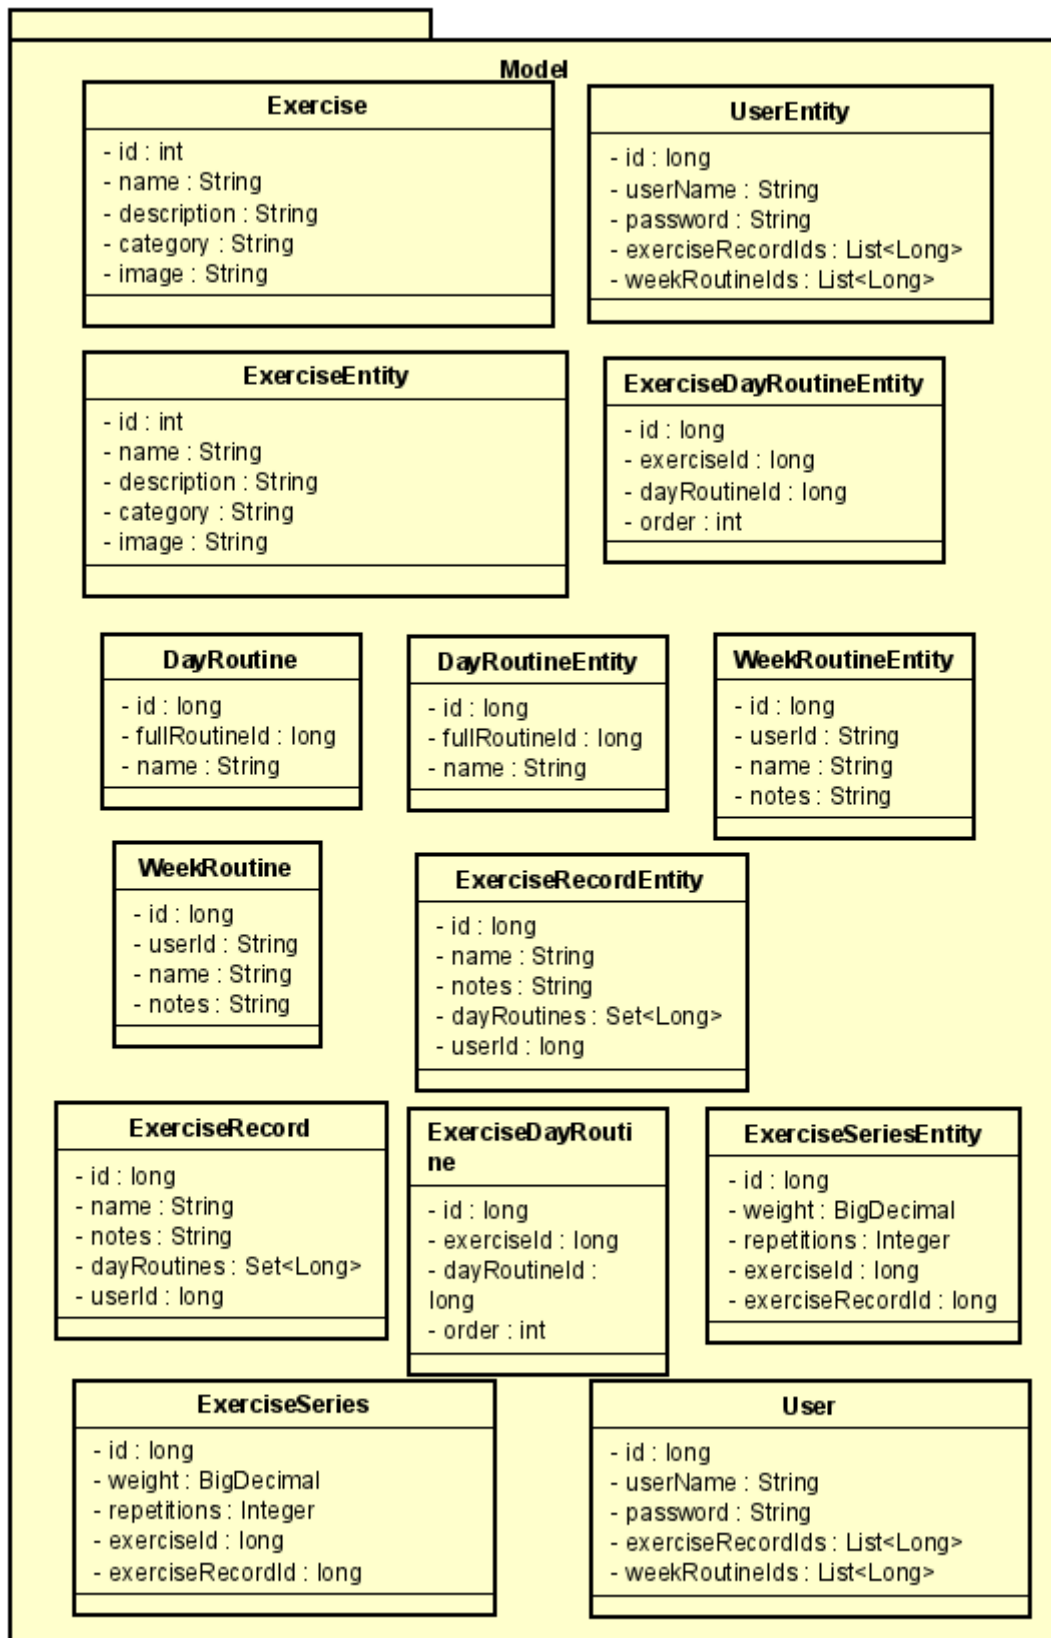 Model
Exercise
- id : int
- name : String
- description : String
- category : String
- image : String
UserEntity
- id : long
- userName : String
- password : String
- exerciseRecordIds : List<Long>
- weekRoutineIds : List<Long>
ExerciseEntity
- id : int
- name : String
- description : String
- category : String
- image : String
ExerciseDayRoutineEntity
- id : long
- exerciseId : long
- dayRoutineId : long
- order : int
DayRoutine
- id : long
- fullRoutineId : long
- name : String
DayRoutineEntity
- id : long
- fullRoutineId : long
- name : String
WeekRoutineEntity
- id : long
- userId : String
- name : String
- notes : String
WeekRoutine
- id : long
- userId : String
- name : String
- notes : String
ExerciseRecordEntity
- id : long
- name : String
- notes : String
- dayRoutines : Set<Long>
- userId : long
ExerciseRecord
- id : long
- name : String
- notes : String
- dayRoutines : Set<Long>
- userId : long
ExerciseDayRouti
ne
- id : long
- exerciseId : long
- dayRoutineId :
long
- order : int
ExerciseSeriesEntity
- id : long
- weight : BigDecimal
- repetitions : Integer
- exerciseId : long
- exerciseRecordId : long
ExerciseSeries
- id : long
- weight : BigDecimal
- repetitions : Integer
- exerciseId : long
- exerciseRecordId : long
User
- id : long
- userName : String
- password : String
- exerciseRecordIds : List<Long>
- weekRoutineIds : List<Long>